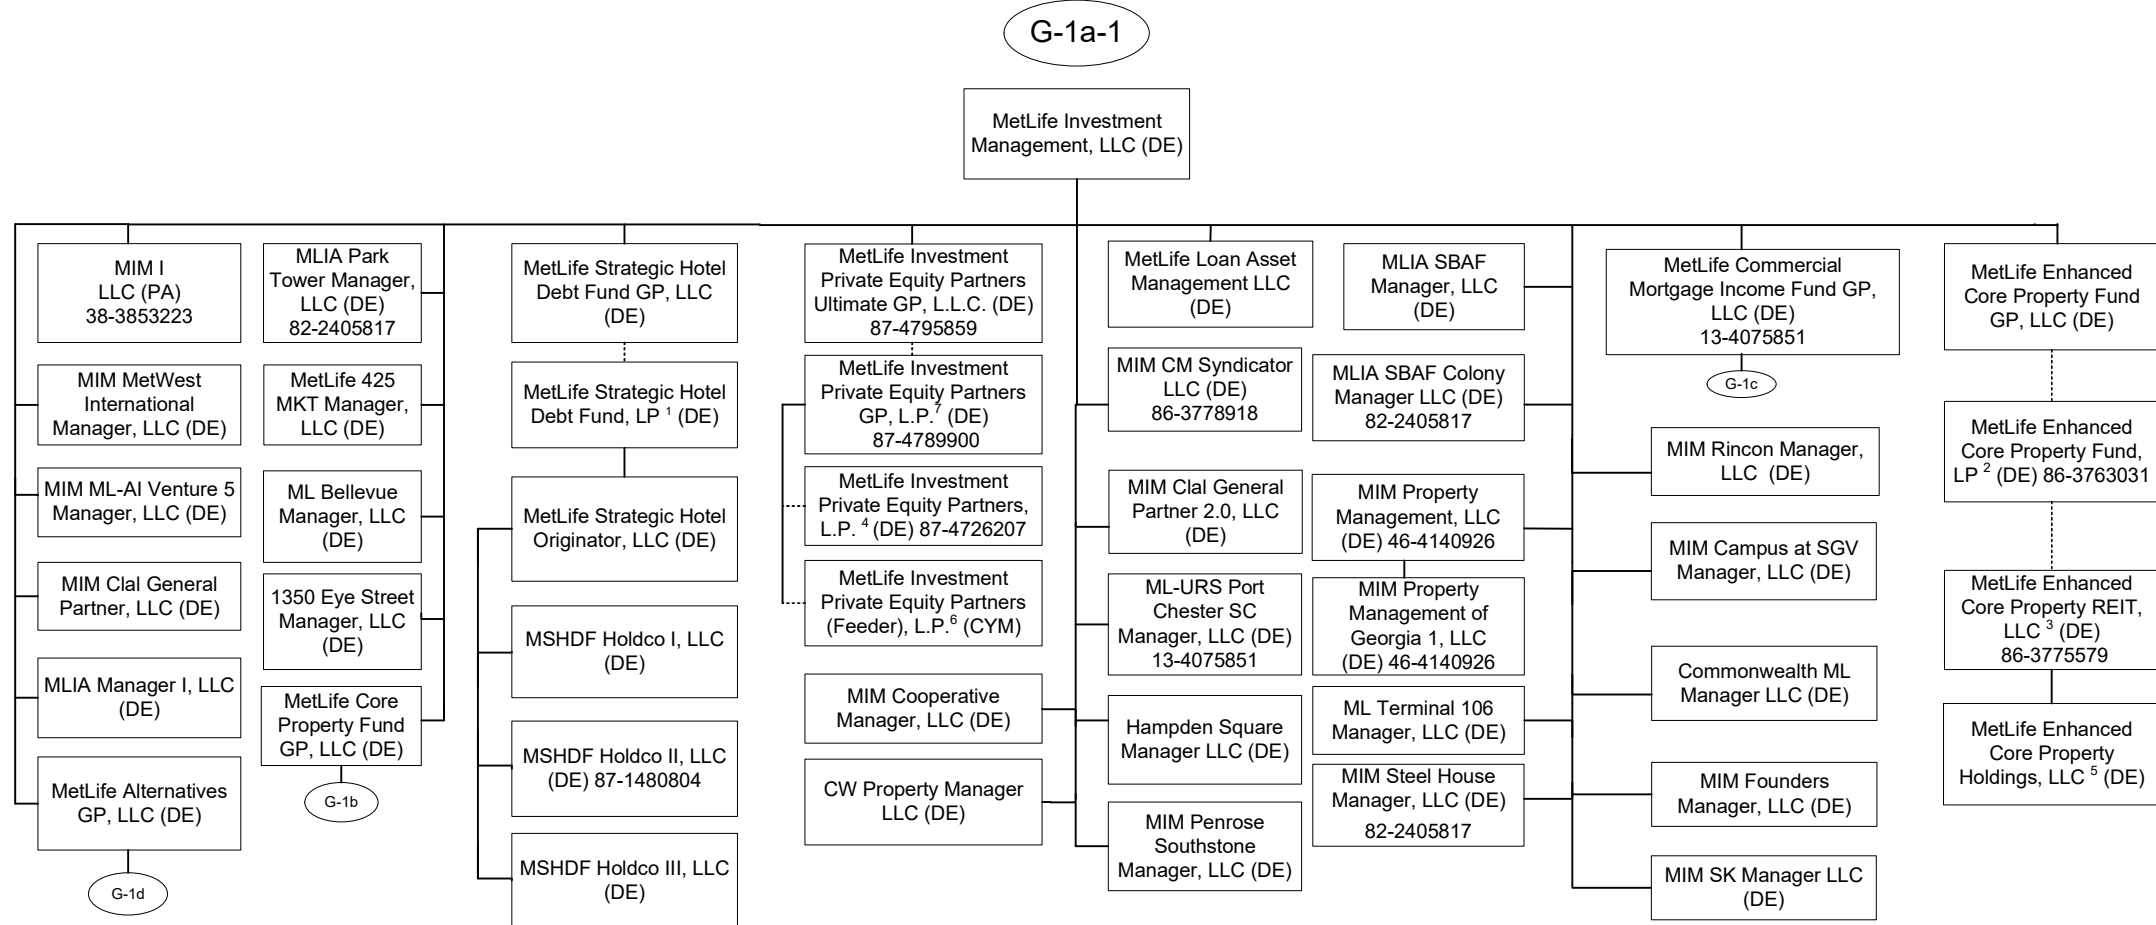 G-1a-1
MetLife Investment
Management, LLC (DE)
MIM I
LLC (PA)
38-3853223
MIM MetWest
International
Manager, LLC (DE)
MIM ML-AI Venture 5
Manager, LLC (DE)
MIM Clal General
Partner, LLC (DE)
MLIA Manager I, LLC
(DE)
MetLife Alternatives
GP, LLC (DE)
G-1d
MLIA Park
Tower Manager,
LLC (DE)
82-2405817
MetLife 425
MKT Manager,
LLC (DE)
ML Bellevue
Manager, LLC
(DE)
1350 Eye Street
Manager, LLC
(DE)
MetLife Core
Property Fund
GP, LLC (DE)
G-1b
MetLife Strategic Hotel
Debt Fund GP, LLC
(DE)
MetLife Strategic Hotel
Debt Fund, LP 1 (DE)
MetLife Strategic Hotel
Originator, LLC (DE)
MSHDF Holdco I, LLC
(DE)
MSHDF Holdco II, LLC
(DE) 87-1480804
MSHDF Holdco III, LLC
(DE)
MetLife Investment
Private Equity Partners
Ultimate GP, L.L.C. (DE)
87-4795859
MetLife Investment
Private Equity Partners
GP, L.P.7 (DE)
87-4789900
MetLife Investment
Private Equity Partners,
L.P. 4 (DE) 87-4726207
MetLife Investment
Private Equity Partners
(Feeder), L.P.6 (CYM)
MIM Cooperative
Manager, LLC (DE)
CW Property Manager
LLC (DE)
MetLife Loan Asset
Management LLC
(DE)
MIM CM Syndicator
LLC (DE)
86-3778918
MIM Clal General
Partner 2.0, LLC
(DE)
ML-URS Port
Chester SC
Manager, LLC (DE)
13-4075851
Hampden Square
Manager LLC (DE)
MIM Penrose
Southstone
Manager, LLC (DE)
MLIA SBAF
Manager, LLC
(DE)
MLIA SBAF Colony
Manager LLC (DE)
82-2405817
MIM Property
Management, LLC
(DE) 46-4140926
MIM Property
Management of
Georgia 1, LLC
(DE) 46-4140926
ML Terminal 106
Manager, LLC (DE)
MIM Steel House
Manager, LLC (DE)
82-2405817
MetLife Commercial
Mortgage Income Fund GP,
LLC (DE)
13-4075851
G-1c
MIM Rincon Manager,
LLC (DE)
MIM Campus at SGV
Manager, LLC (DE)
Commonwealth ML
Manager LLC (DE)
MIM Founders
Manager, LLC (DE)
MIM SK Manager LLC
(DE)
MetLife Enhanced
Core Property Fund
GP, LLC (DE)
MetLife Enhanced
Core Property Fund,
LP 2 (DE) 86-3763031
MetLife Enhanced
Core Property REIT,
LLC 3 (DE)
86-3775579
MetLife Enhanced
Core Property
Holdings, LLC 5 (DE)